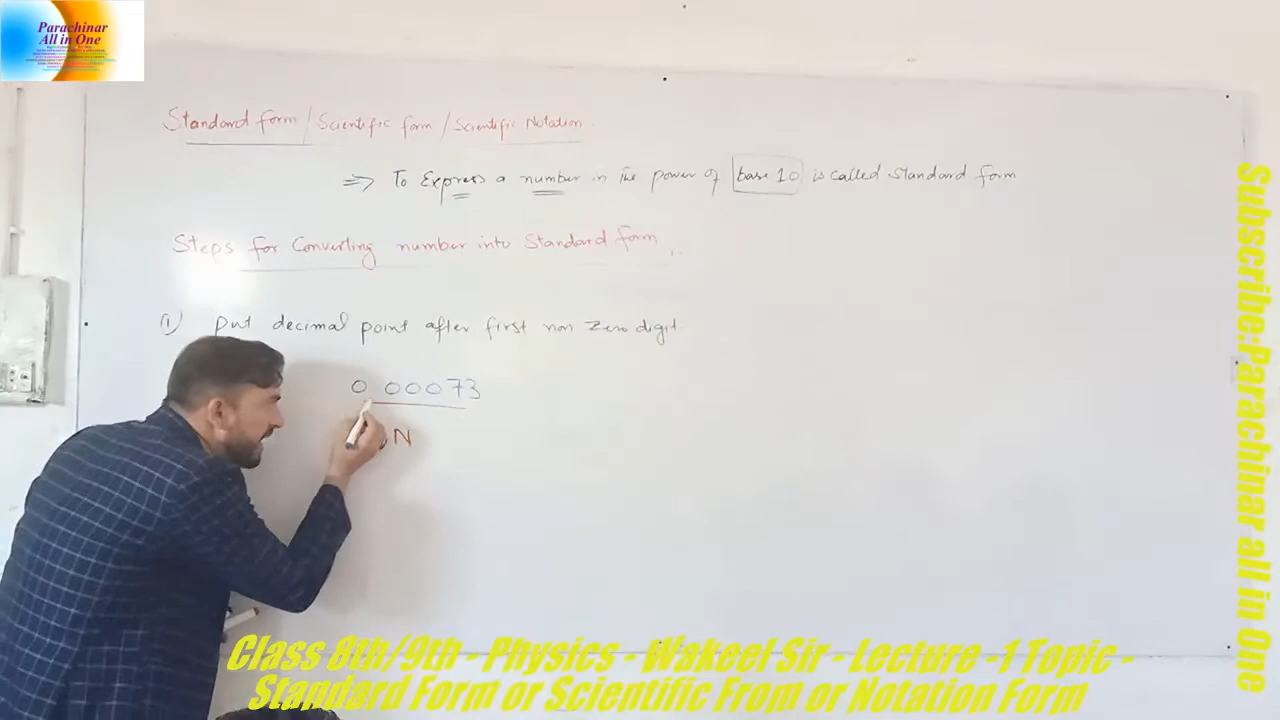 Parachinar
All in One
Standard form / Scientific form / Scientific Notation
⇒ To Express a number in the power of base 10 is called Standard form
Steps for Converting number into Standard form
1) Put decimal point after first non Zero digit
0 00073
N
Subscribe:Parachinar all in One
Class 8th/9th - Physics - Wakeel Sir - Lecture -1 Topic -
Standard Form or Scientific From or Notation Form